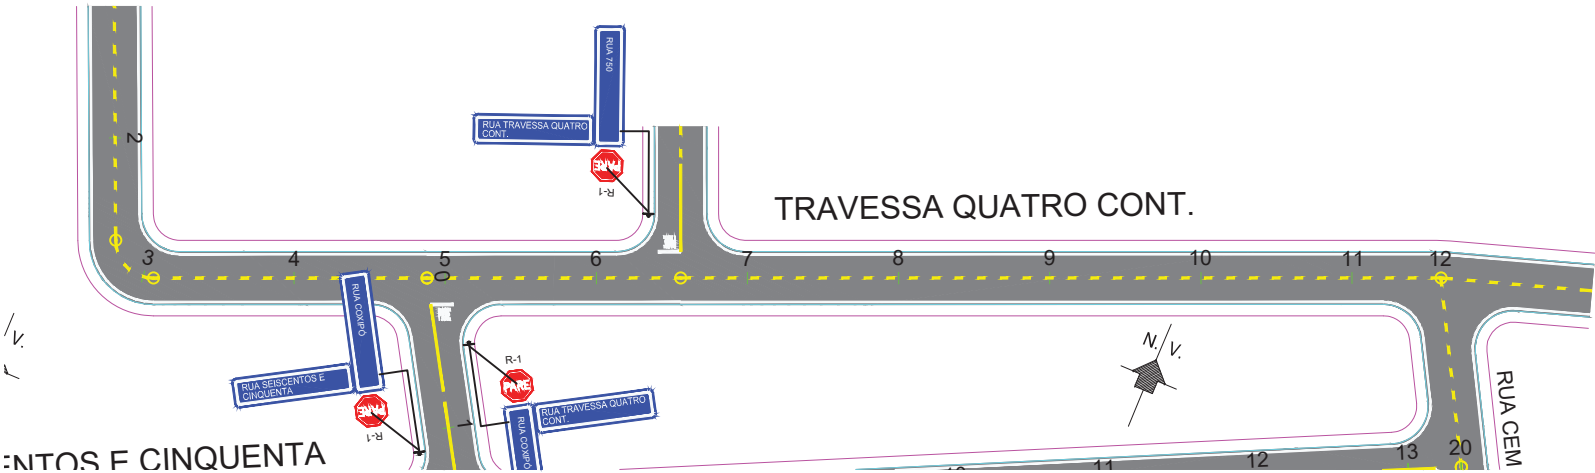 RUA 750
RUA TRAVESSA QUATRO
CONT.
PARE
R-1
2
TRAVESSA QUATRO CONT.
3
4
5
0
6
7
8
9
10
11
12
RUA COXIPÓ
RUA SEISCENTOS E
CINQUENTA
PARE
R-1
R-1
PARE
RUA TRAVESSA QUATRO
CONT.
RUA COXIPÓ
1
N. V.
V.
RUA CEM
ENTOS E CINQUENTA
11
12
13
20